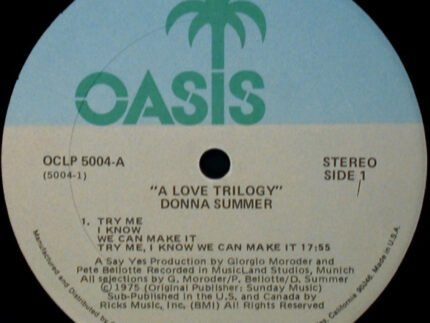 OASIS
OCLP 5004-A
(5004-1)
STEREO
SIDE 1
"A LOVE TRILOGY"
DONNA SUMMER
1. TRY ME
I KNOW
WE CAN MAKE IT
TRY ME, I KNOW WE CAN MAKE IT 17:55
A Say Yes Production by Giorgio Moroder and
Pete Bellotte Recorded in MusicLand Studios, Munich
All selections by G. Moroder/P. Bellotte/D. Summer
© 1975 (Original Publisher: Sunday Music)
Sub-Published in the U.S. and Canada by
Ricks Music, Inc. (BMI) All Rights Reserved
Manufactured and Distributed by
California 90046, Made in U.S.A.